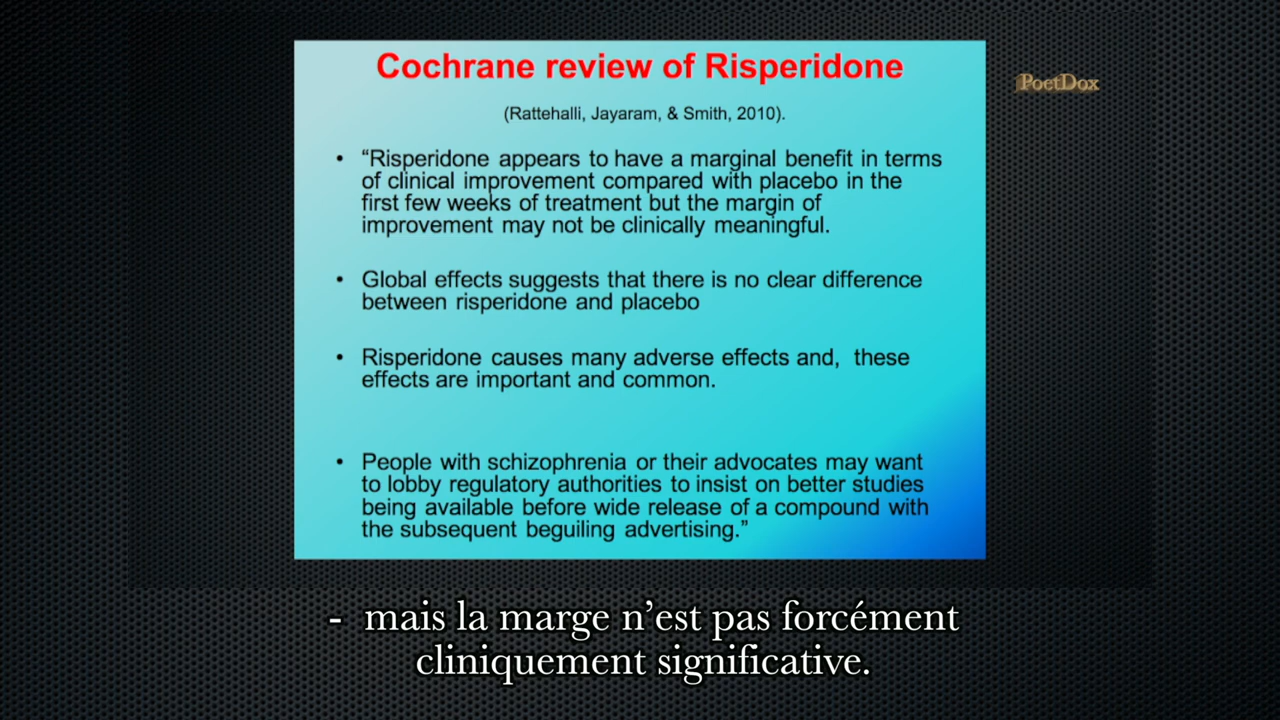 Cochrane review of Risperidone
PoetDox
(Rattehalli, Jayaram, & Smith, 2010).
• “Risperidone appears to have a marginal benefit in terms
of clinical improvement compared with placebo in the
first few weeks of treatment but the margin of
improvement may not be clinically meaningful.
• Global effects suggests that there is no clear difference
between risperidone and placebo
• Risperidone causes many adverse effects and, these
effects are important and common.
• People with schizophrenia or their advocates may want
to lobby regulatory authorities to insist on better studies
being available before wide release of a compound with
the subsequent beguiling advertising.”
- mais la marge n’est pas forcément
cliniquement significative.